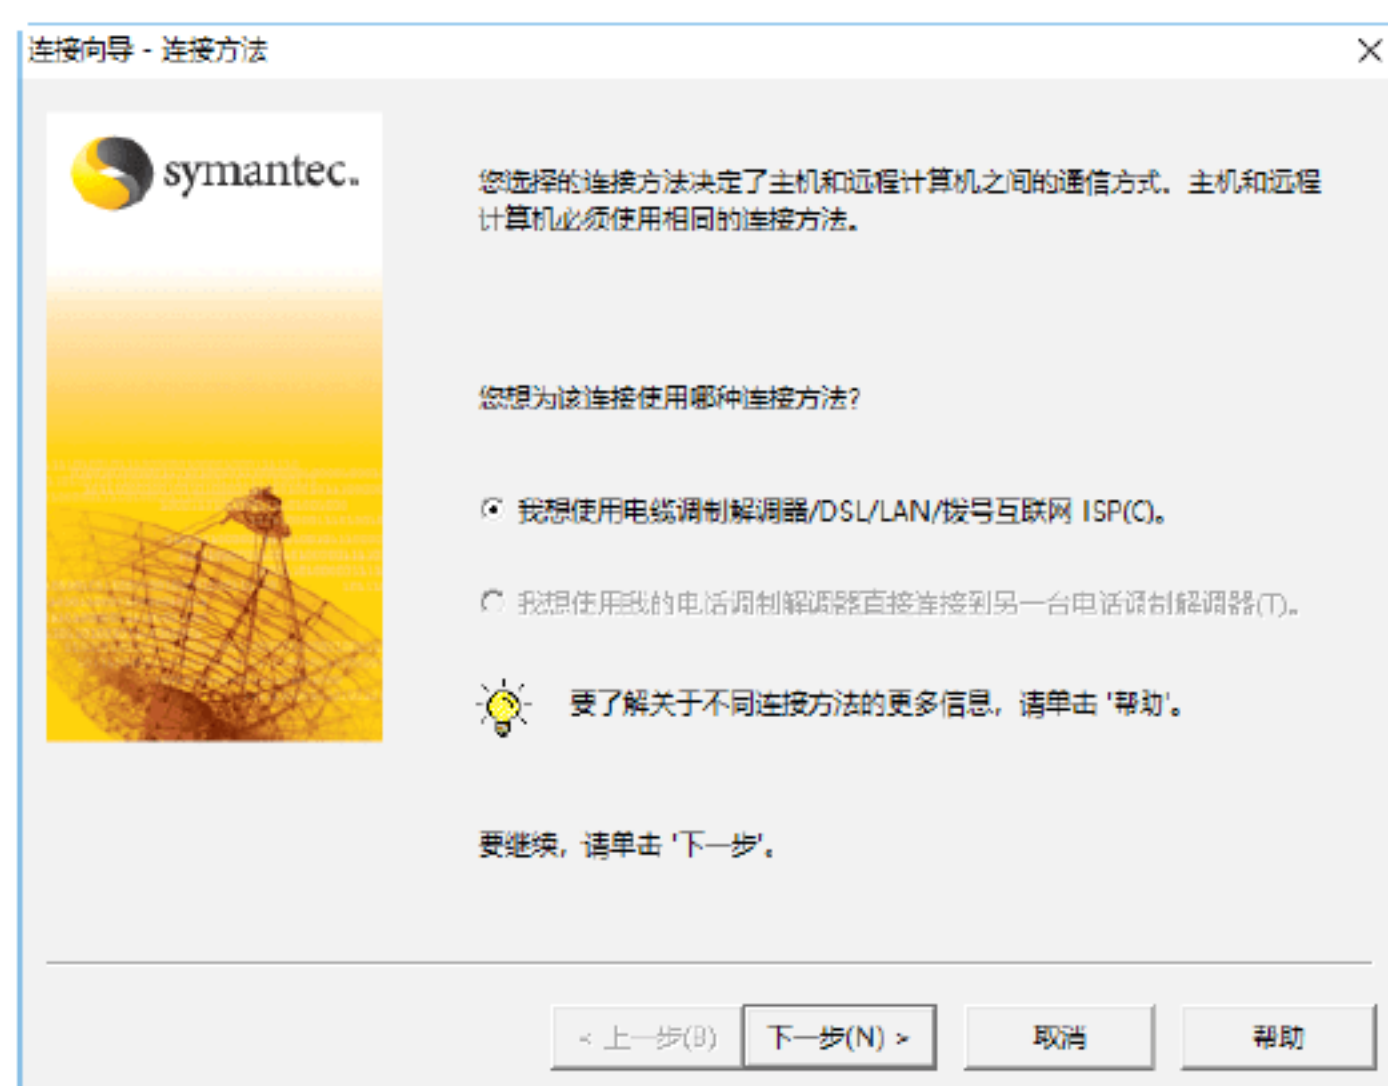 连接向导 - 连接方法
symantec.
您选择的连接方法决定了主机和远程计算机之间的通信方式。主机和远程
计算机必须使用相同的连接方法。
您想为该连接使用哪种连接方法?
我想使用电缆调制解调器/DSL/LAN/拨号互联网 ISP(C)。
我想使用我的电话调制解调器直接连接到另一台电话调制解调器(T)。
要了解关于不同连接方法的更多信息，请单击 '帮助'。
要继续，请单击 '下一步'。
< 上一步(B) 下一步(N) > 取消 帮助